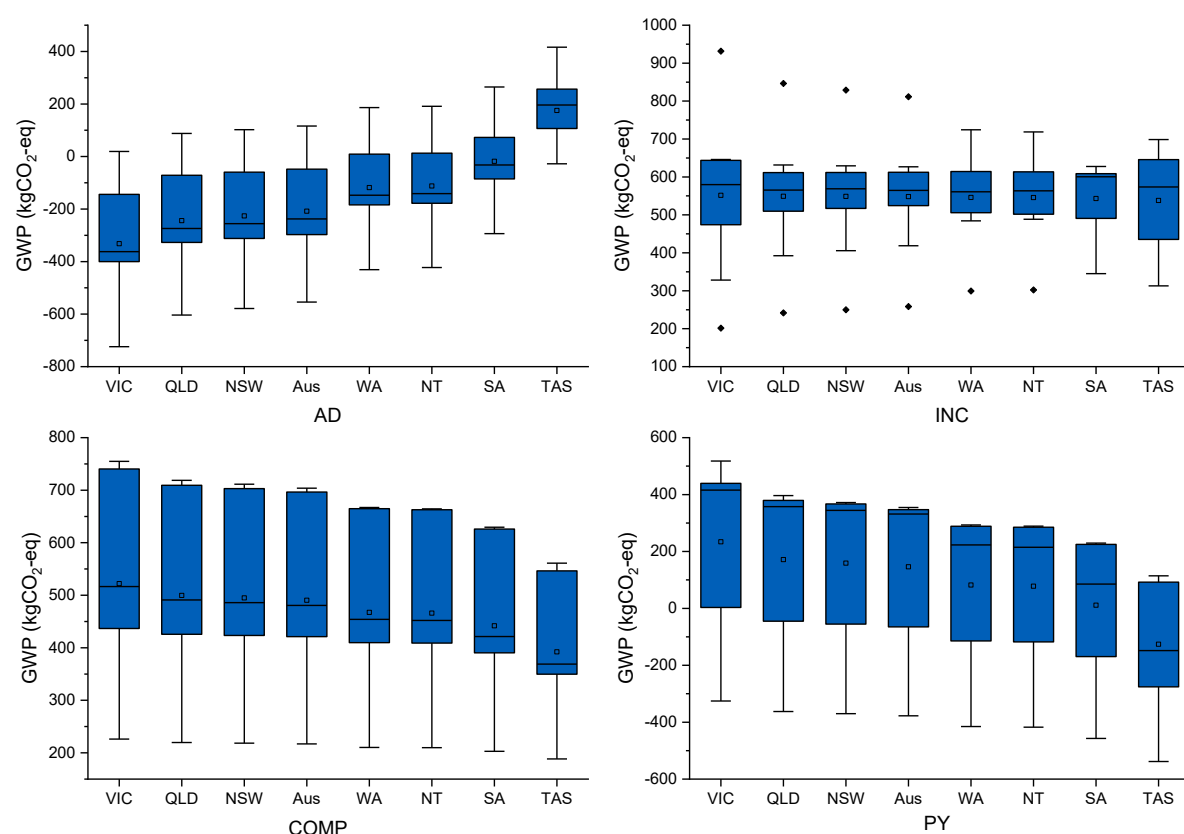 GWP (kgCO₂-eq)
400
200
0
-200
-400
-600
-800
VIC QLD NSW Aus WA NT SA TAS
AD
GWP (kgCO₂-eq)
1000
900
800
700
600
500
400
300
200
100
VIC QLD NSW Aus WA NT SA TAS
INC
GWP (kgCO₂-eq)
800
700
600
500
400
300
200
VIC QLD NSW Aus WA NT SA TAS
COMP
GWP (kgCO₂-eq)
600
400
200
0
-200
-400
-600
VIC QLD NSW Aus WA NT SA TAS
PY